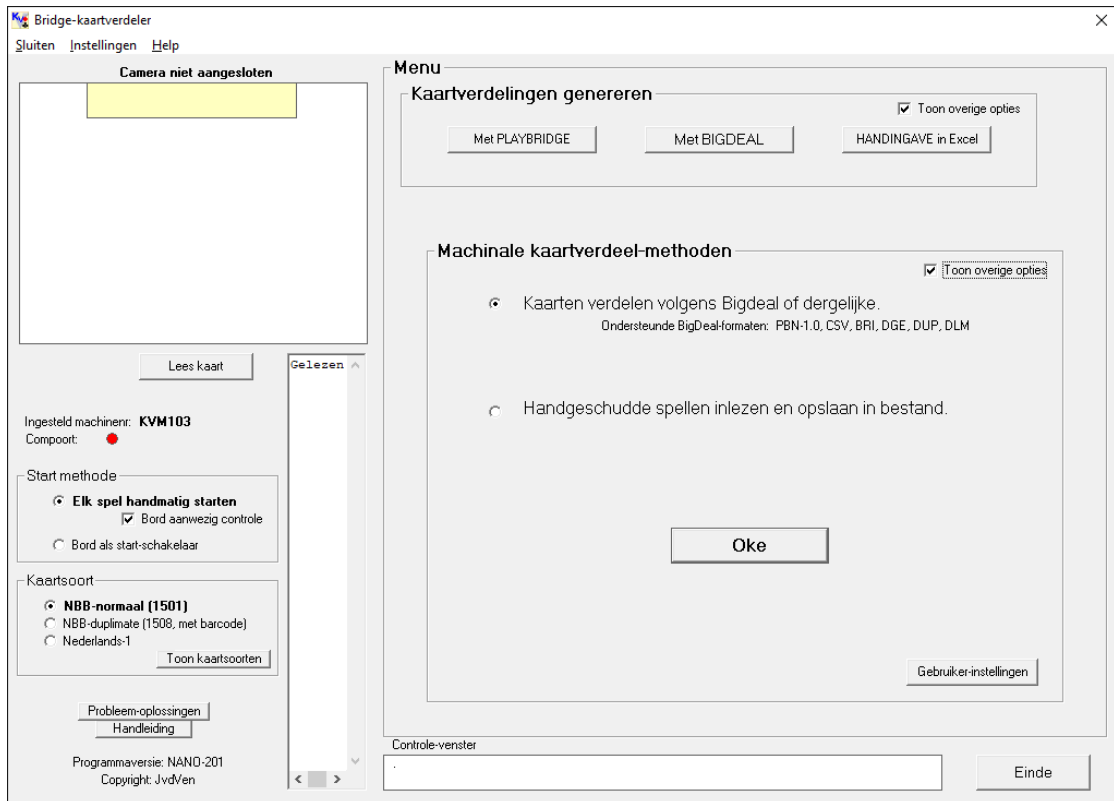 Bridge-kaartverdeler
Sluiten Instellingen Help
Camera niet aangesloten
Lees kaart
Gelezen
Ingesteld machinenr: KVM103
Compoort:
Start methode
Elk spel handmatig starten
Bord aanwezig controle
Bord als start-schakelaar
Kaartsoort
NBB-normaal (1501)
NBB-duplimate (1508, met barcode)
Nederlands-1
Toon kaartsoorten
Probleem-oplossingen
Handleiding
Programmaversie: NANO-201
Copyright: JvdVen
Menu
Kaartverdelingen genereren
Toon overige opties
Met PLAYBRIDGE Met BIGDEAL HANDINGAVE in Excel
Machinale kaartverdeel-methoden
Toon overige opties
Kaarten verdelen volgens Bigdeal of dergelijke.
Ondersteunde BigDeal-formaten: PBN-1.0, CSV, BRI, DGE, DUP, DLM
Handgeschudde spellen inlezen en opslaan in bestand.
Oke
Gebruiker-instellingen
Controle-venster
.
Einde